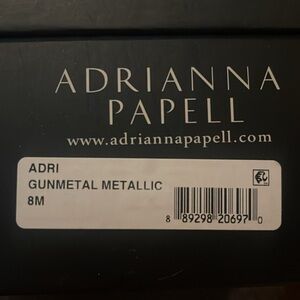 ADRIANNA
PAPELL
www.adriannapapell.com
ADRI
GUNMETAL METALLIC
8M
8 89298 20697 0